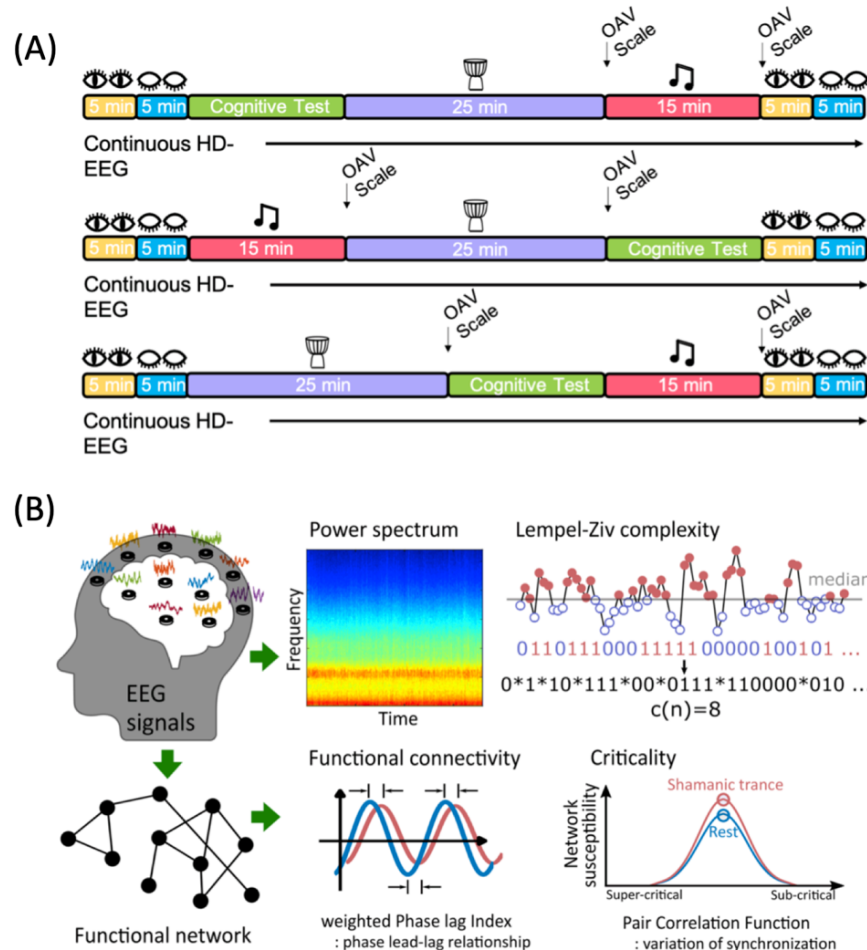 (A)
OAV
Scale
OAV
Scale
5 min 5 min Cognitive Test 25 min 15 min 5 min 5 min
Continuous HD-
EEG
OAV
Scale
OAV
Scale
5 min 5 min 15 min 25 min Cognitive Test 5 min 5 min
Continuous HD-
EEG
OAV
Scale
OAV
Scale
5 min 5 min 25 min Cognitive Test 15 min 5 min 5 min
Continuous HD-
EEG
(B)
EEG
signals
Power spectrum
Frequency
Time
Lempel-Ziv complexity
median
011011100011111100000100101 ...
0*1*10*111*00*0111*110000*010 ...
c(n)=8
Functional network
Functional connectivity
weighted Phase lag Index
: phase lead-lag relationship
Criticality
Network
susceptibility
Shamanic trance
Rest
Super-critical
Sub-critical
Pair Correlation Function
: variation of synchronization